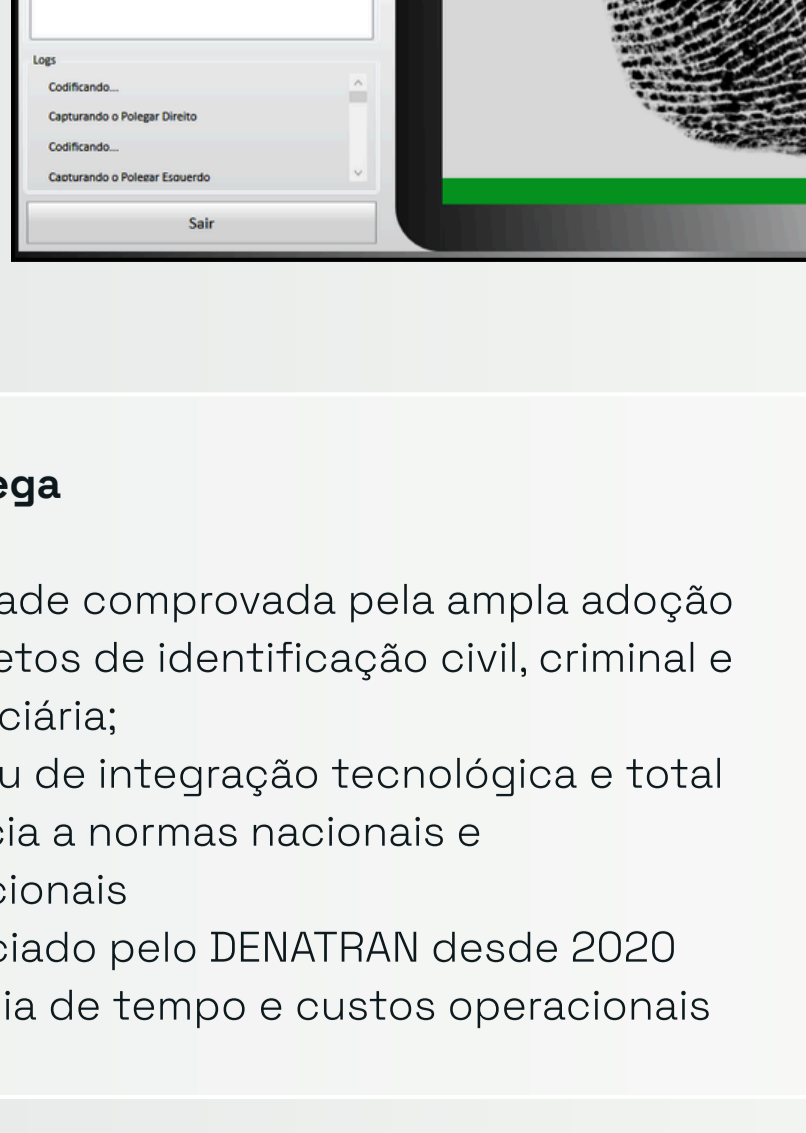 Logs
Codificando...
Capturando o Polegar Direito
Codificando...
Capturando o Polegar Esquerdo
Sair
ega
ade comprovada pela ampla adoção
etos de identificação civil, criminal e
ciária;
u de integração tecnológica e total
cia a normas nacionais e
cionais
ciado pelo DENATRAN desde 2020
ia de tempo e custos operacionais